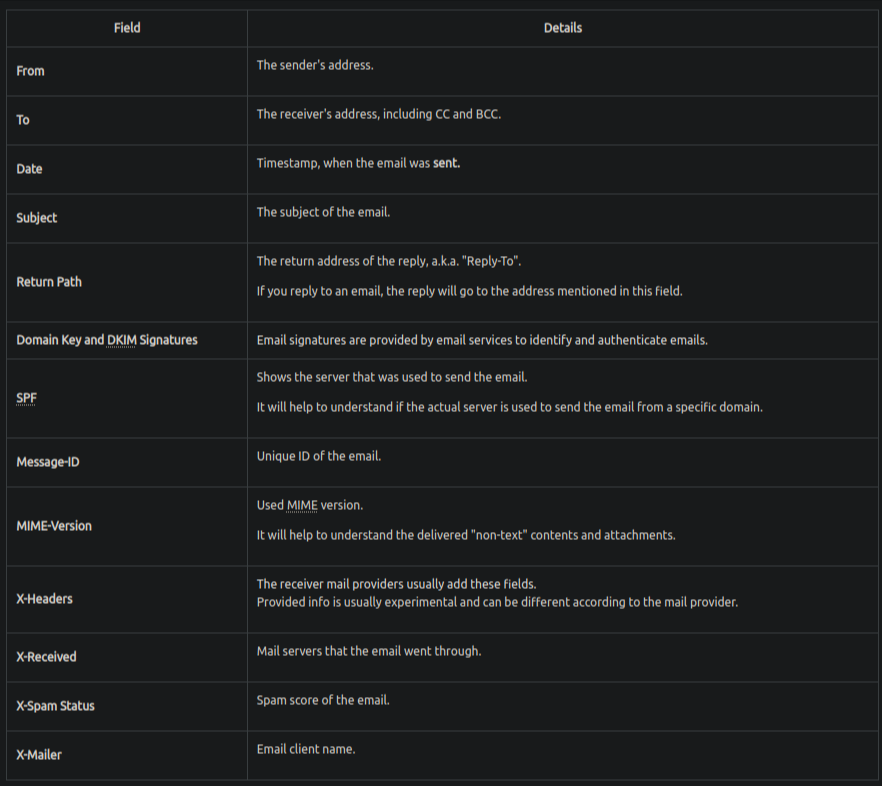 Field Details
From The sender's address.
To The receiver's address, including CC and BCC.
Date Timestamp, when the email was sent.
Subject The subject of the email.
Return Path The return address of the reply, a.k.a. "Reply-To".
If you reply to an email, the reply will go to the address mentioned in this field.
Domain Key and DKIM Signatures Email signatures are provided by email services to identify and authenticate emails.
SPF Shows the server that was used to send the email.
It will help to understand if the actual server is used to send the email from a specific domain.
Message-ID Unique ID of the email.
MIME-Version Used MIME version.
It will help to understand the delivered "non-text" contents and attachments.
X-Headers The receiver mail providers usually add these fields.
Provided info is usually experimental and can be different according to the mail provider.
X-Received Mail servers that the email went through.
X-Spam Status Spam score of the email.
X-Mailer Email client name.